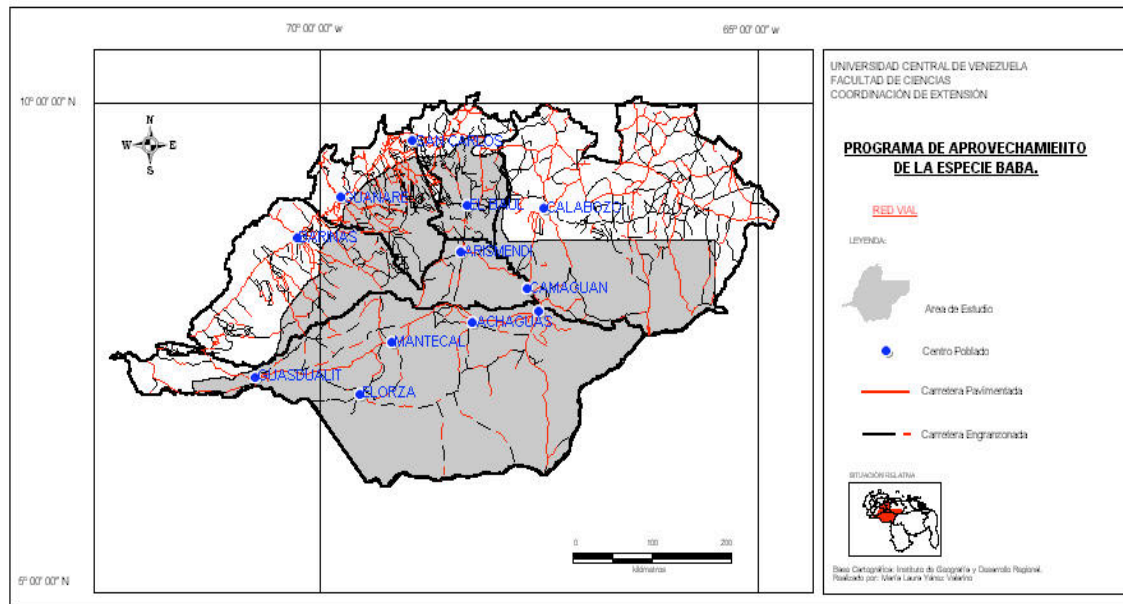 70° 00' 00" w
65° 00' 00" w
10° 00' 00" N
5° 00' 00" N
N
W E
S
SAN CARLOS
GUANARE
EL BAUL
CALABOZO
BARINAS
ARISMENDI
CAMAGUAN
ACHAGUAS
MANTECAL
GUASDUALIT
ELORZA
0 100 200
kilómetros
UNIVERSIDAD CENTRAL DE VENEZUELA
FACULTAD DE CIENCIAS
COORDINACIÓN DE EXTENSIÓN
PROGRAMA DE APROVECHAMIENTO
DE LA ESPECIE BABA.
RED VIAL
LEYENDA:
Area de Estudio
Centro Poblado
Carretera Pavimentada
Carretera Engranzonada
SITUACIÓN RELATIVA
Base Cartográfica: Instituto de Geografía y Desarrollo Regional.
Realizado por: María Laura Yánez Valarino